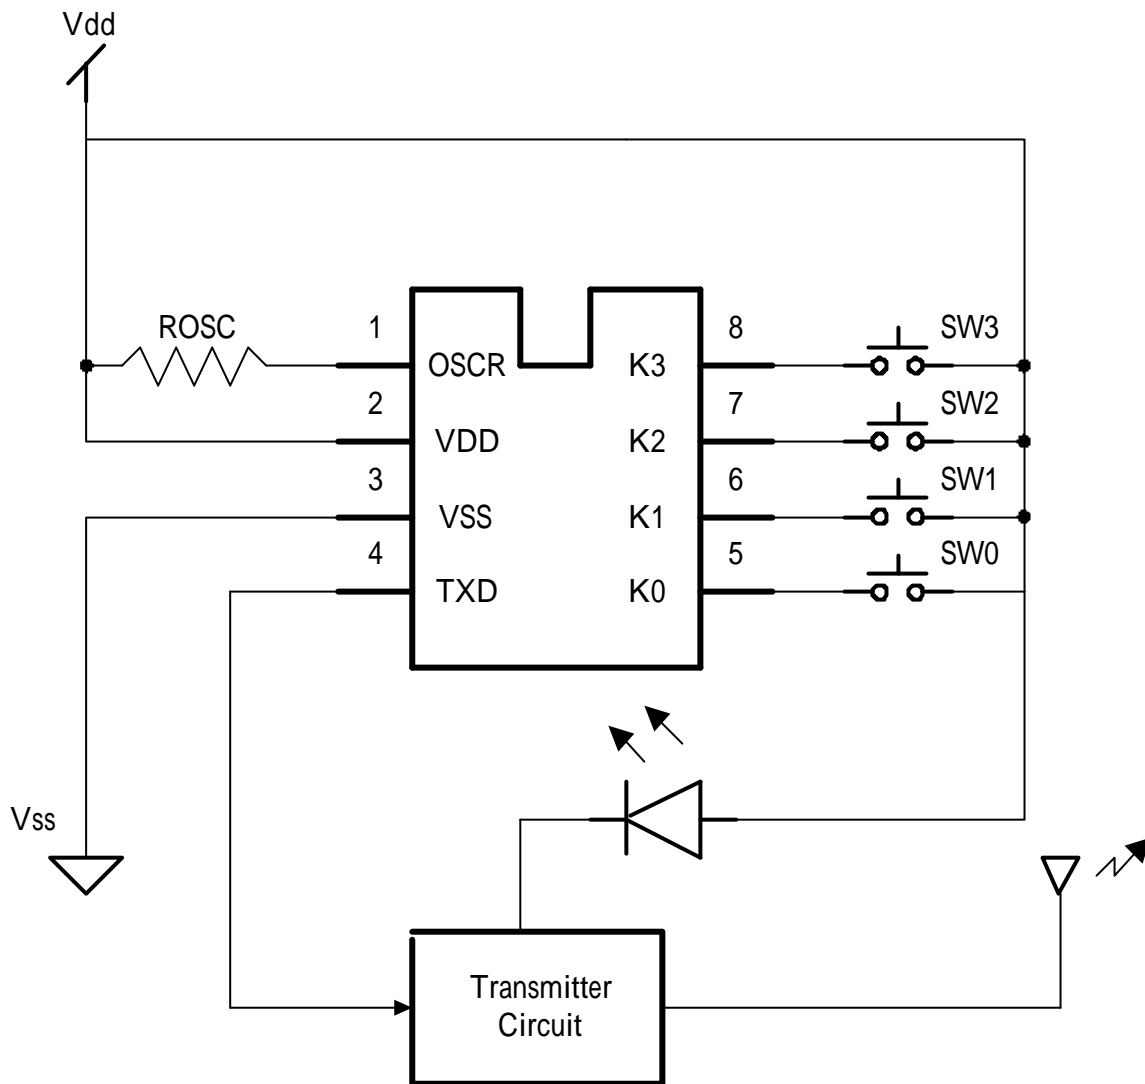 Vdd
ROSC
1
OSCR
K3
8
SW3
2
VDD
K2
7
SW2
3
VSS
K1
6
SW1
4
TXD
K0
5
SW0
Vss
Transmitter
Circuit